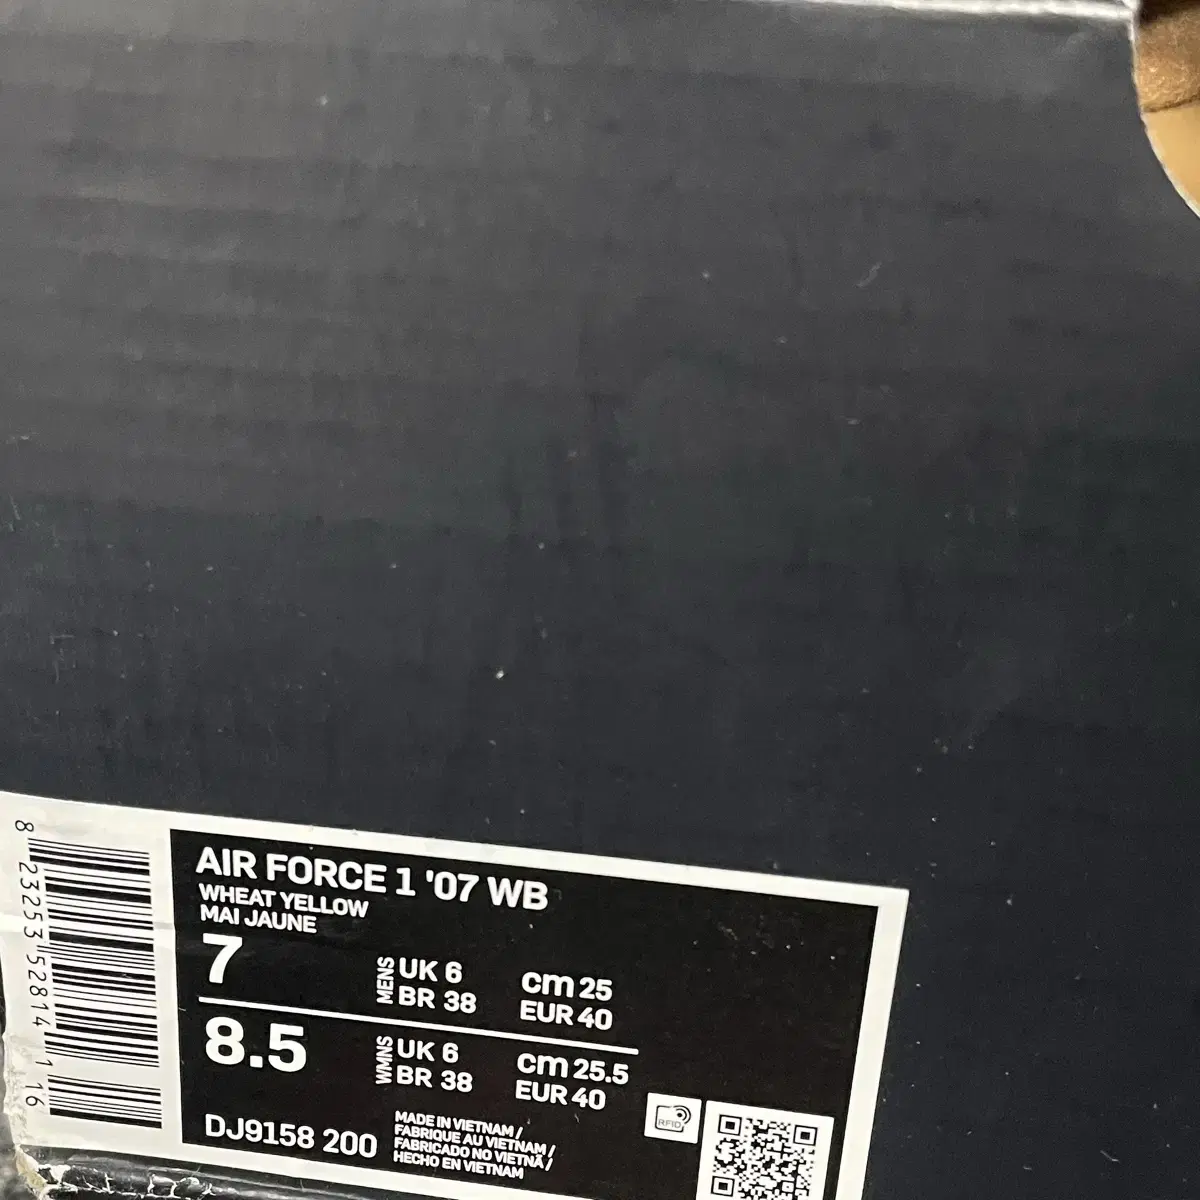 AIR FORCE 1 '07 WB
WHEAT YELLOW
MAI JAUNE
7
MENS
UK 6
BR 38
cm 25
EUR 40
8.5
WMNS
UK 6
BR 38
cm 25.5
EUR 40
DJ9158 200
MADE IN VIETNAM /
FABRIQUE AU VIETNAM /
FABRICADO NO VIETNÃ /
HECHO EN VIETNAM
RFID
8 23253 52814 1 16